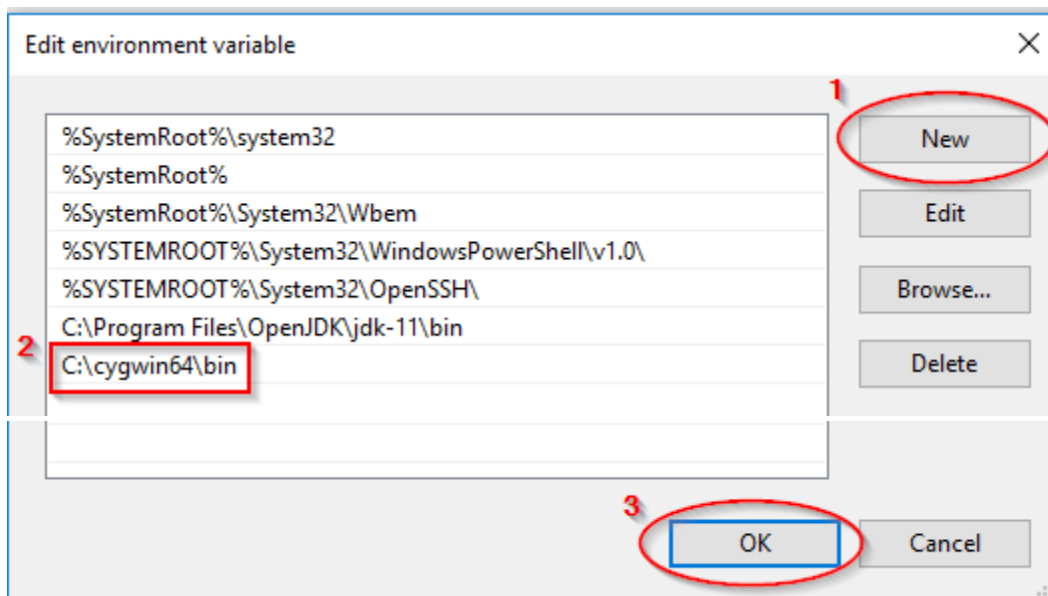 Edit environment variable
1
%SystemRoot%\system32
New
%SystemRoot%
%SystemRoot%\System32\Wbem
Edit
%SYSTEMROOT%\System32\WindowsPowerShell\v1.0\
%SYSTEMROOT%\System32\OpenSSH\
Browse...
C:\Program Files\OpenJDK\jdk-11\bin
2
C:\cygwin64\bin
Delete
3
OK
Cancel